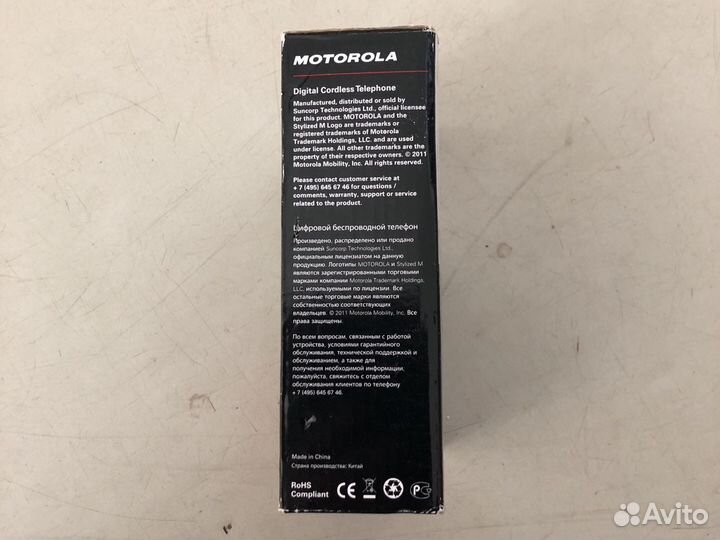 MOTOROLA
Digital Cordless Telephone
Manufactured, distributed or sold by
Suncorp Technologies Ltd., official licensee
for this product. MOTOROLA and the
Stylized M Logo are trademarks or
registered trademarks of Motorola
Trademark Holdings, LLC. and are used
under license. All other trademarks are the
property of their respective owners. © 2011
Motorola Mobility, Inc. All rights reserved.
Please contact customer service at
+ 7 (495) 645 67 46 for questions /
comments, warranty, support or service
related to the product.
Цифровой беспроводной телефон
Произведено, распределено или продано
компанией Suncorp Technologies Ltd.,
официальным лицензиатом на данную
продукцию. Логотипы MOTOROLA и Stylized M
являются зарегистрированными торговыми
марками компании Motorola Trademark Holdings,
LLC, используемыми по лицензии. Все
остальные торговые марки являются
собственностью соответствующих
владельцев. © 2011 Motorola Mobility, Inc. Все
права защищены.
По всем вопросам, связанным с работой
устройства, условиями гарантийного
обслуживания, технической поддержкой и
обслуживанием, а также для
получения необходимой информации,
пожалуйста, свяжитесь с отделом
обслуживания клиентов по телефону
+ 7 (495) 645 67 46.
Made in China
Страна производства: Китай
RoHS
Compliant
CE
Avito